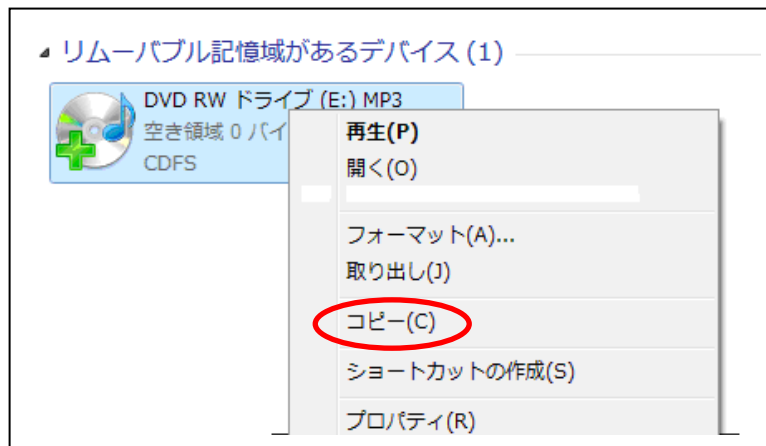 リムーバブル記憶域があるデバイス (1)
DVD RW ドライブ (E:) MP3
空き領域 0 バイ
CDFS
再生(P)
開く(O)
フォーマット(A)...
取り出し(J)
コピー(C)
ショートカットの作成(S)
プロパティ(R)